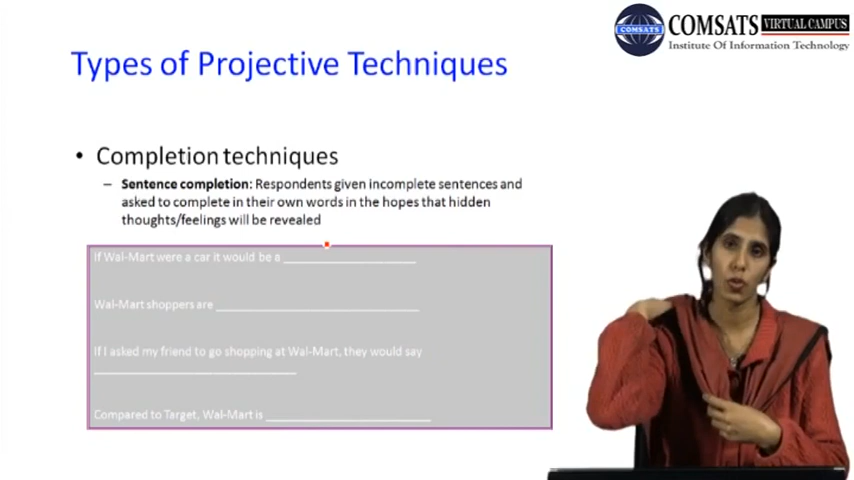 COMSATS VIRTUAL CAMPUS
COMSATS
Institute Of Information Technology
Types of Projective Techniques
• Completion techniques
– Sentence completion: Respondents given incomplete sentences and
asked to complete in their own words in the hopes that hidden
thoughts/feelings will be revealed
If Wal-Mart were a car it would be a ____________________
Wal-Mart shoppers are ______________________________
If I asked my friend to go shopping at Wal-Mart, they would say
______________________________
Compared to Target, Wal-Mart is _________________________